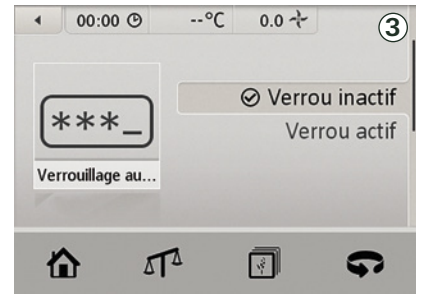 00:00 --°C 0.0
3
Verrou inactif
Verrou actif
***_
Verrouillage au...